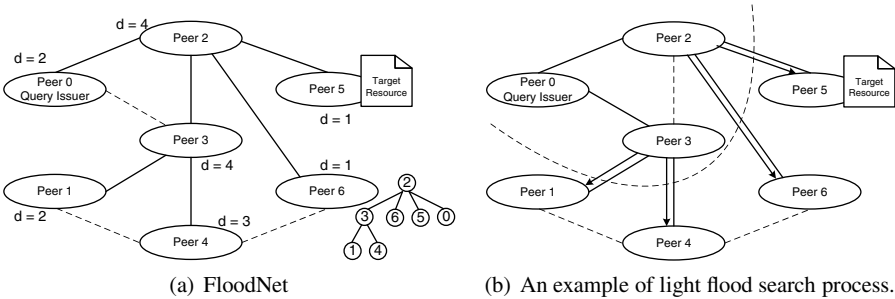 d = 4
Peer 2
d = 2
Peer 0
Query Issuer
Peer 5
Target
Resource
d = 1
Peer 3
d = 4
d = 1
Peer 1
Peer 6
d = 2
d = 3
Peer 4
2
3
6
5
0
1
4
(a) FloodNet
Peer 2
Peer 0
Query Issuer
Peer 5
Target
Resource
Peer 3
Peer 1
Peer 6
Peer 4
(b) An example of light flood search process.